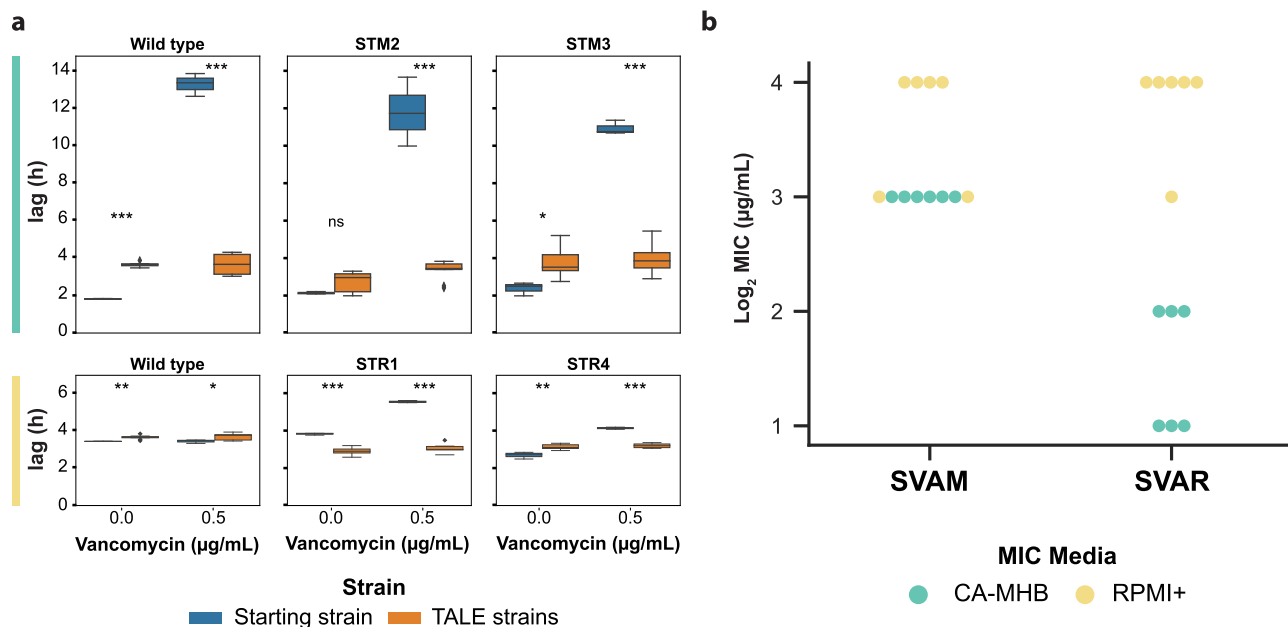 a
b
Wild type STM2 STM3
lag (h)
14
12
10
8
6
4
2
0
*** *** ns *** * ***
Wild type STR1 STR4
lag (h)
6
4
2
0
** * *** *** ** ***
0.0 0.5 0.0 0.5 0.0 0.5
Vancomycin (µg/mL) Vancomycin (µg/mL) Vancomycin (µg/mL)
Strain
Starting strain TALE strains
Log2 MIC (µg/mL)
4
3
2
1
SVAM SVAR
MIC Media
CA-MHB RPMI+